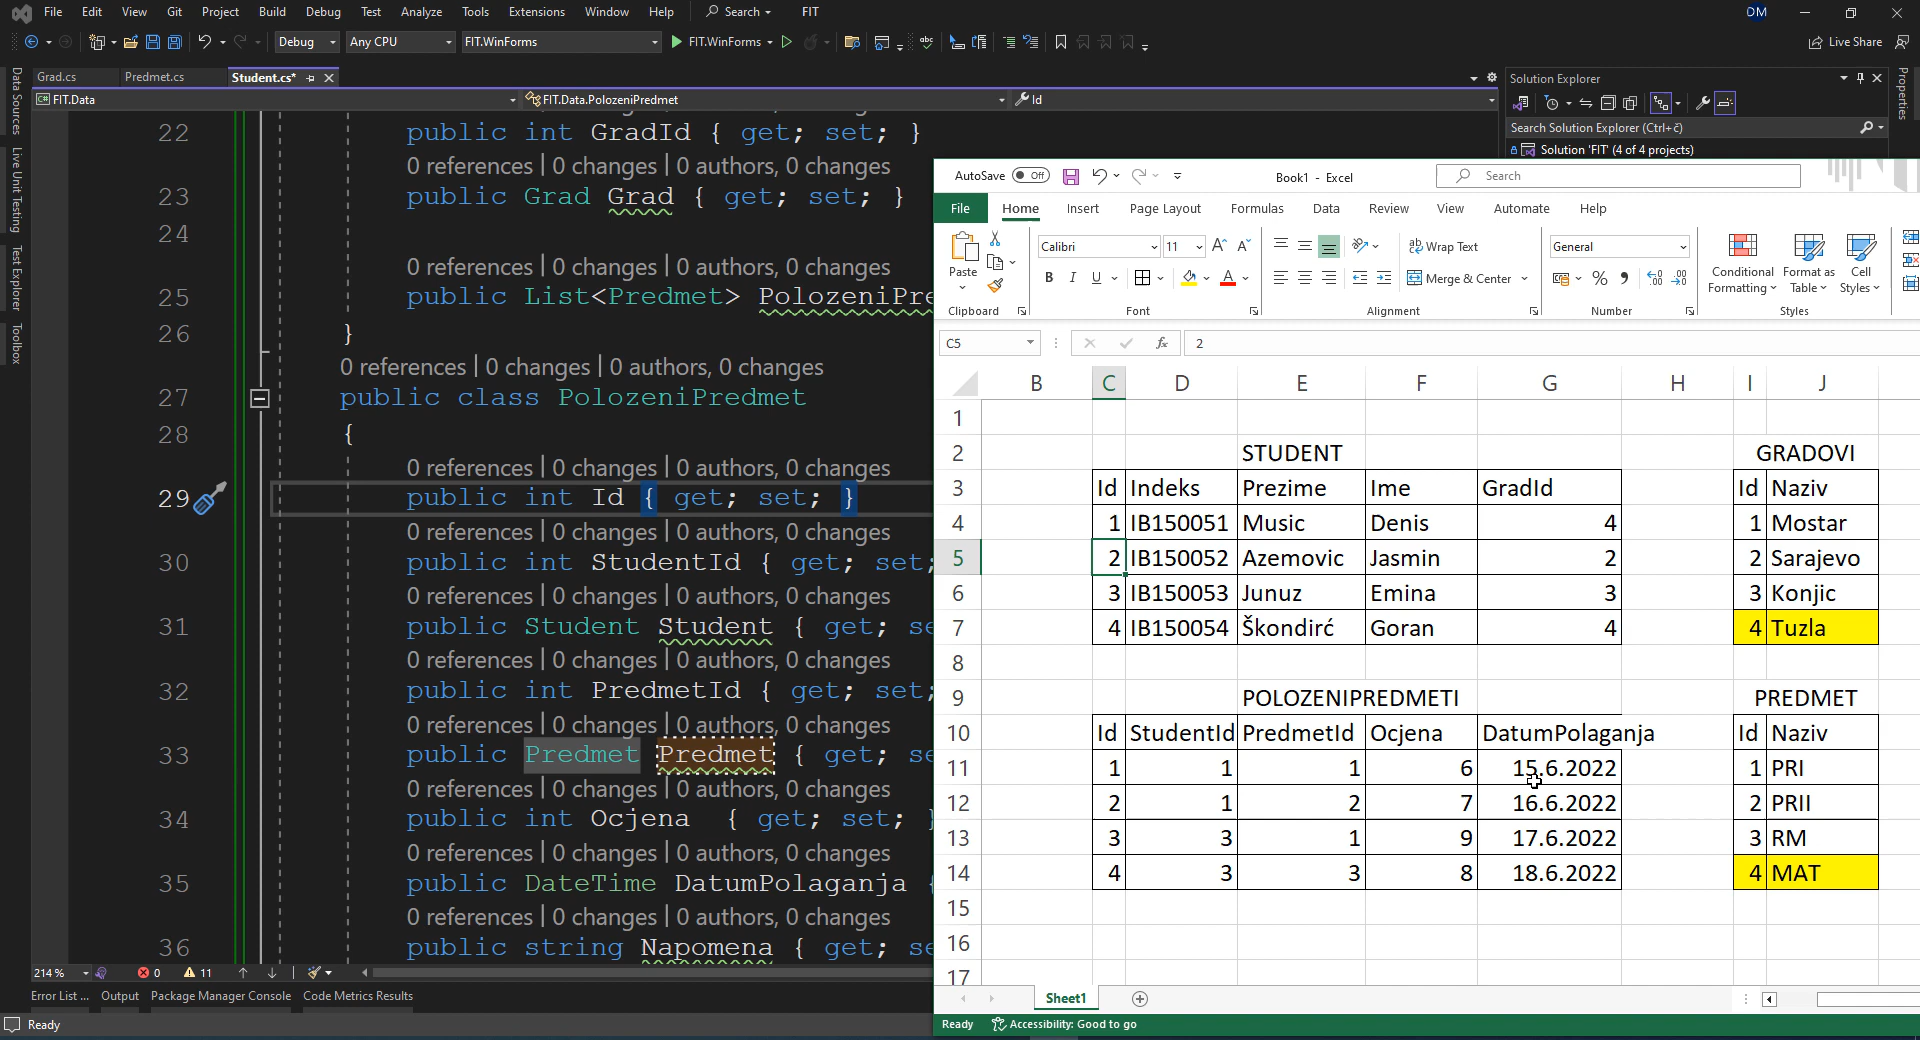 File Edit View Git Project Build Debug Test Analyze Tools Extensions Window Help Search FIT DM
Debug Any CPU FIT.WinForms FIT.WinForms Live Share
Grad.cs Predmet.cs Student.cs*
FIT.Data FIT.Data.PolozeniPredmet Id
Data Sources
Live Unit Testing
Test Explorer
Toolbox
22 public int GradId { get; set; }
0 references | 0 changes | 0 authors, 0 changes
23 public Grad Grad { get; set; }
24
0 references | 0 changes | 0 authors, 0 changes
25 public List<Predmet> PolozeniPre
26 }
0 references | 0 changes | 0 authors, 0 changes
27 public class PolozeniPredmet
28 {
0 references | 0 changes | 0 authors, 0 changes
29 public int Id { get; set; }
0 references | 0 changes | 0 authors, 0 changes
30 public int StudentId { get; set;
0 references | 0 changes | 0 authors, 0 changes
31 public Student Student { get; se
0 references | 0 changes | 0 authors, 0 changes
32 public int PredmetId { get; set;
0 references | 0 changes | 0 authors, 0 changes
33 public Predmet Predmet { get; se
0 references | 0 changes | 0 authors, 0 changes
34 public int Ocjena { get; set; }
0 references | 0 changes | 0 authors, 0 changes
35 public DateTime DatumPolaganja {
0 references | 0 changes | 0 authors, 0 changes
36 public string Napomena { get; se
214 % 0 11
Error List ... Output Package Manager Console Code Metrics Results
Ready
Solution Explorer
Search Solution Explorer (Ctrl+č)
Solution 'FIT' (4 of 4 projects)
Properties
AutoSave Off Book1 - Excel Search
File Home Insert Page Layout Formulas Data Review View Automate Help
Paste Calibri 11 Wrap Text General Conditional Formatting Format as Table Cell Styles
B I U A Merge & Center % 
Clipboard Font Alignment Number Styles
C5 fx 2
B C D E F G H I J
1
2 STUDENT GRADOVI
3 Id Indeks Prezime Ime GradId Id Naziv
4 1 IB150051 Music Denis 4 1 Mostar
5 2 IB150052 Azemovic Jasmin 2 2 Sarajevo
6 3 IB150053 Junuz Emina 3 3 Konjic
7 4 IB150054 Škondirć Goran 4 4 Tuzla
8
9 POLOZENIPREDMETI PREDMET
10 Id StudentId PredmetId Ocjena DatumPolaganja Id Naziv
11 1 1 1 6 15.6.2022 1 PRI
12 2 1 2 7 16.6.2022 2 PRII
13 3 3 1 9 17.6.2022 3 RM
14 4 3 3 8 18.6.2022 4 MAT
15
16
17
Sheet1
Ready Accessibility: Good to go